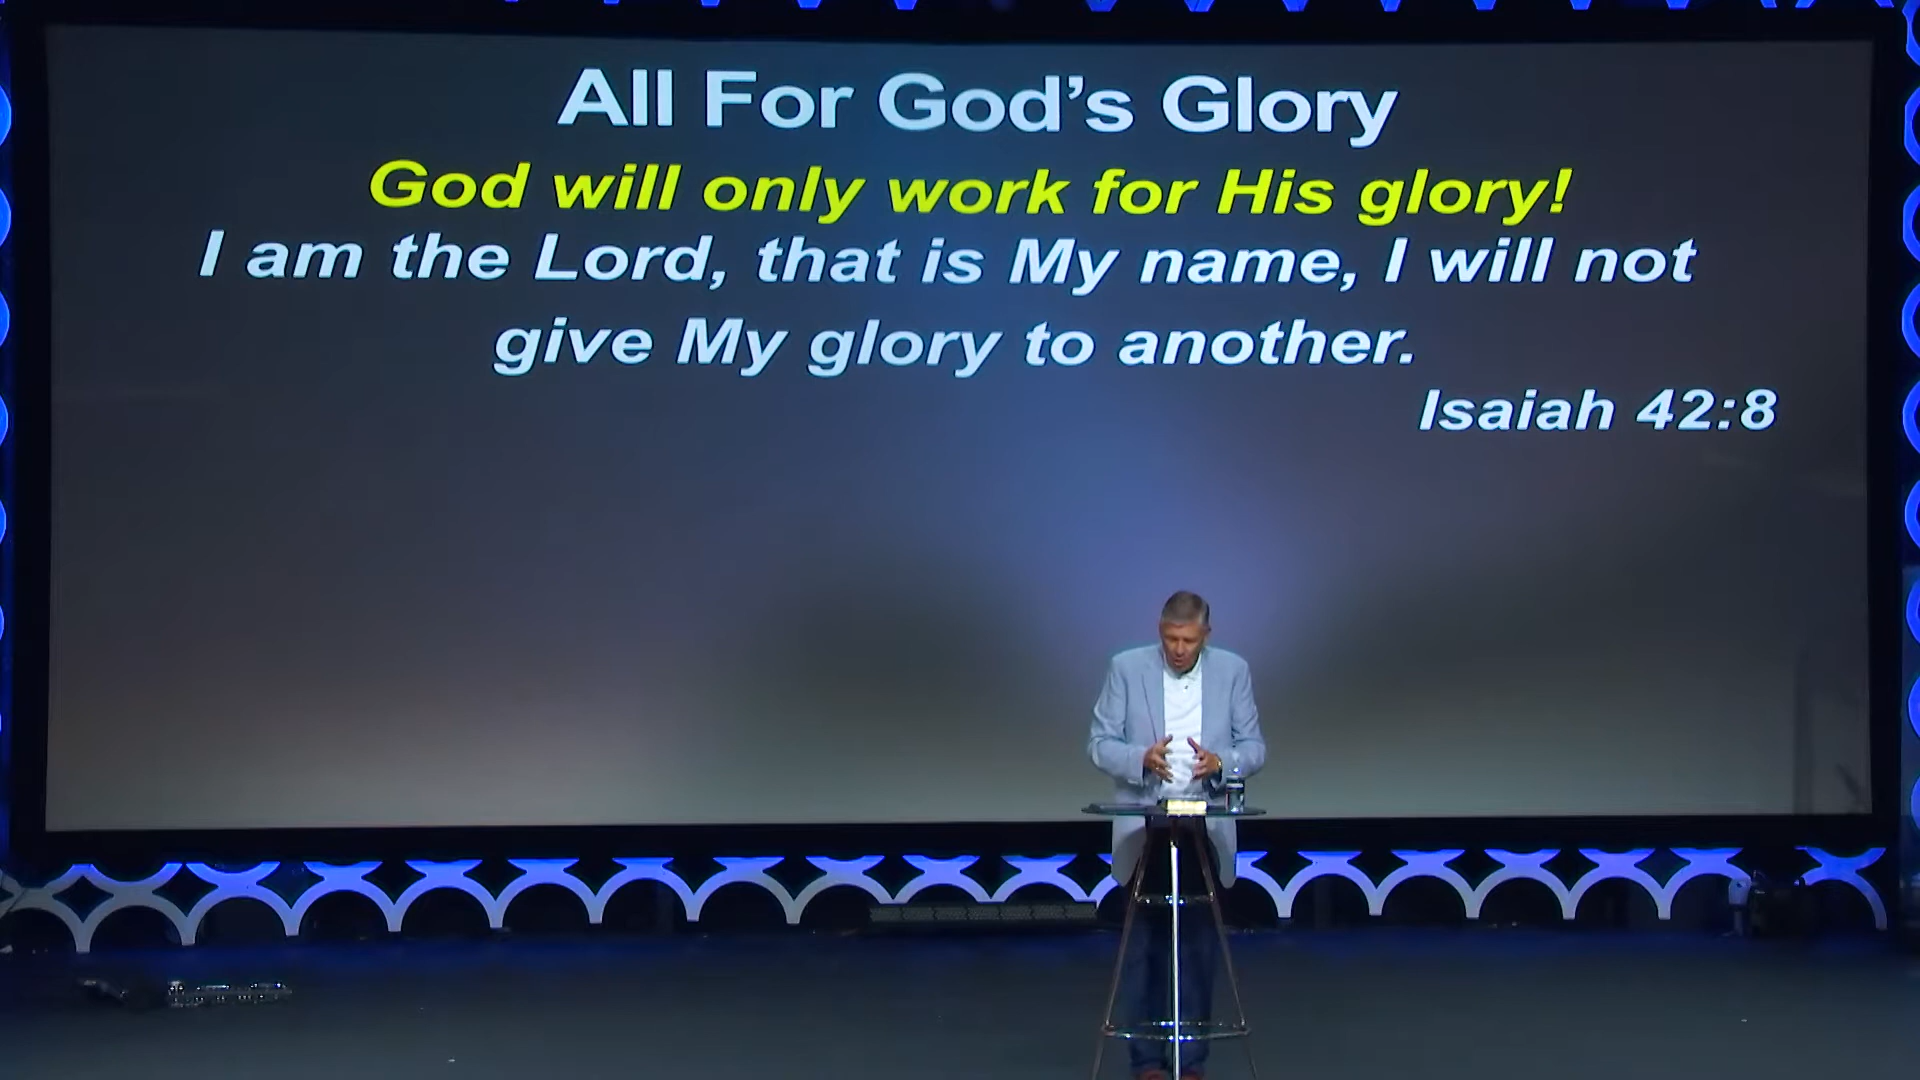 All For God’s Glory
God will only work for His glory!
I am the Lord, that is My name, I will not
give My glory to another.
Isaiah 42:8